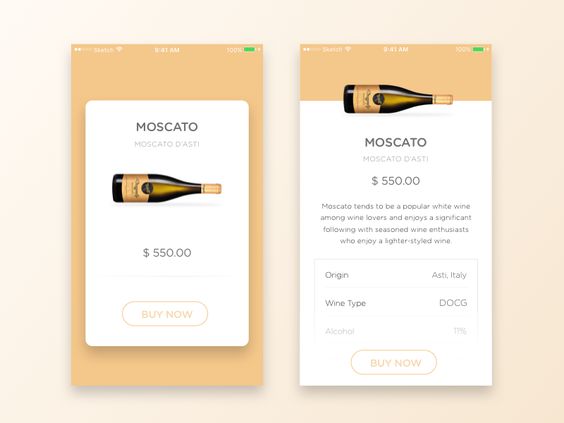 Sketch
9:41 AM
100%
MOSCATO
MOSCATO D'ASTI
$ 550.00
BUY NOW
Sketch
9:41 AM
100%
MOSCATO
MOSCATO D'ASTI
$ 550.00
Moscato tends to be a popular white wine
among wine lovers and enjoys a significant
following with seasoned wine enthusiasts
who enjoy a lighter-styled wine.
Origin Asti, Italy
Wine Type DOCG
Alcohol 11%
BUY NOW